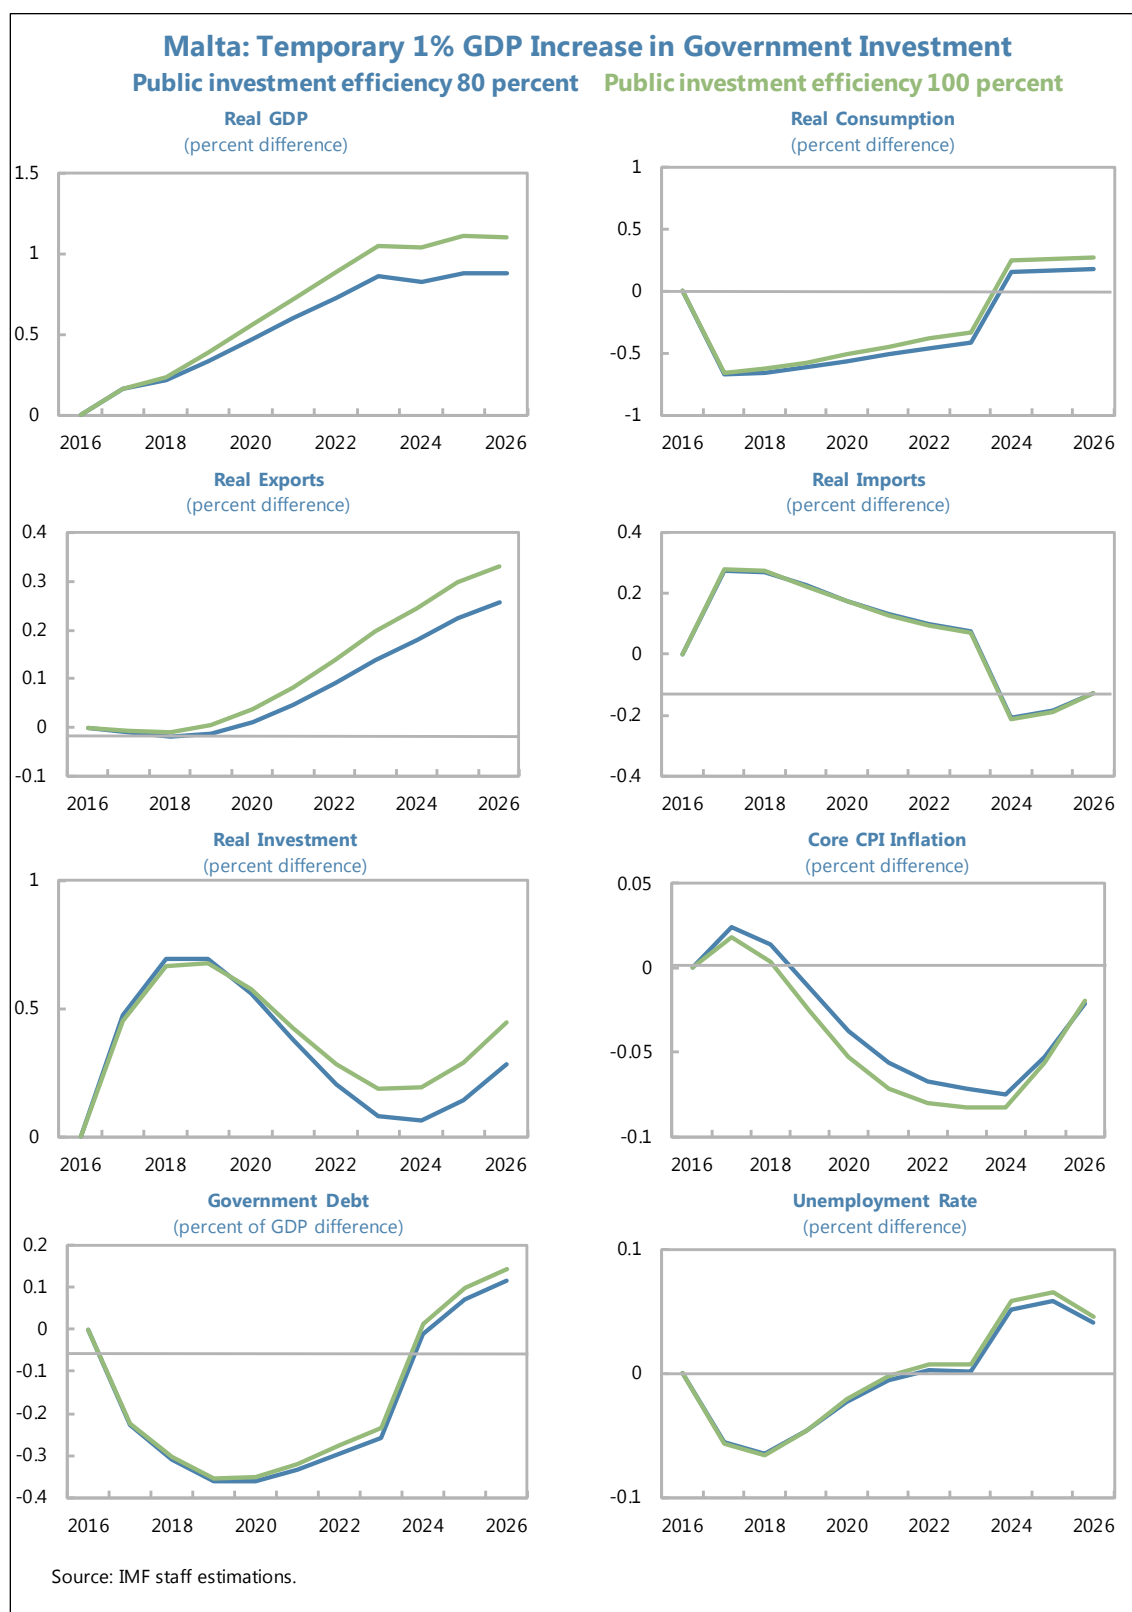 Malta: Temporary 1% GDP Increase in Government Investment
Public investment efficiency 80 percent Public investment efficiency 100 percent
Real GDP
(percent difference)
1.5
1
0.5
0
2016 2018 2020 2022 2024 2026
Real Consumption
(percent difference)
1
0.5
0
-0.5
-1
2016 2018 2020 2022 2024 2026
Real Exports
(percent difference)
0.4
0.3
0.2
0.1
0
-0.1
2016 2018 2020 2022 2024 2026
Real Imports
(percent difference)
0.4
0.2
0
-0.2
-0.4
2016 2018 2020 2022 2024 2026
Real Investment
(percent difference)
1
0.5
0
2016 2018 2020 2022 2024 2026
Core CPI Inflation
(percent difference)
0.05
0
-0.05
-0.1
2016 2018 2020 2022 2024 2026
Government Debt
(percent of GDP difference)
0.2
0.1
0
-0.1
-0.2
-0.3
-0.4
2016 2018 2020 2022 2024 2026
Unemployment Rate
(percent difference)
0.1
0
-0.1
2016 2018 2020 2022 2024 2026
Source: IMF staff estimations.